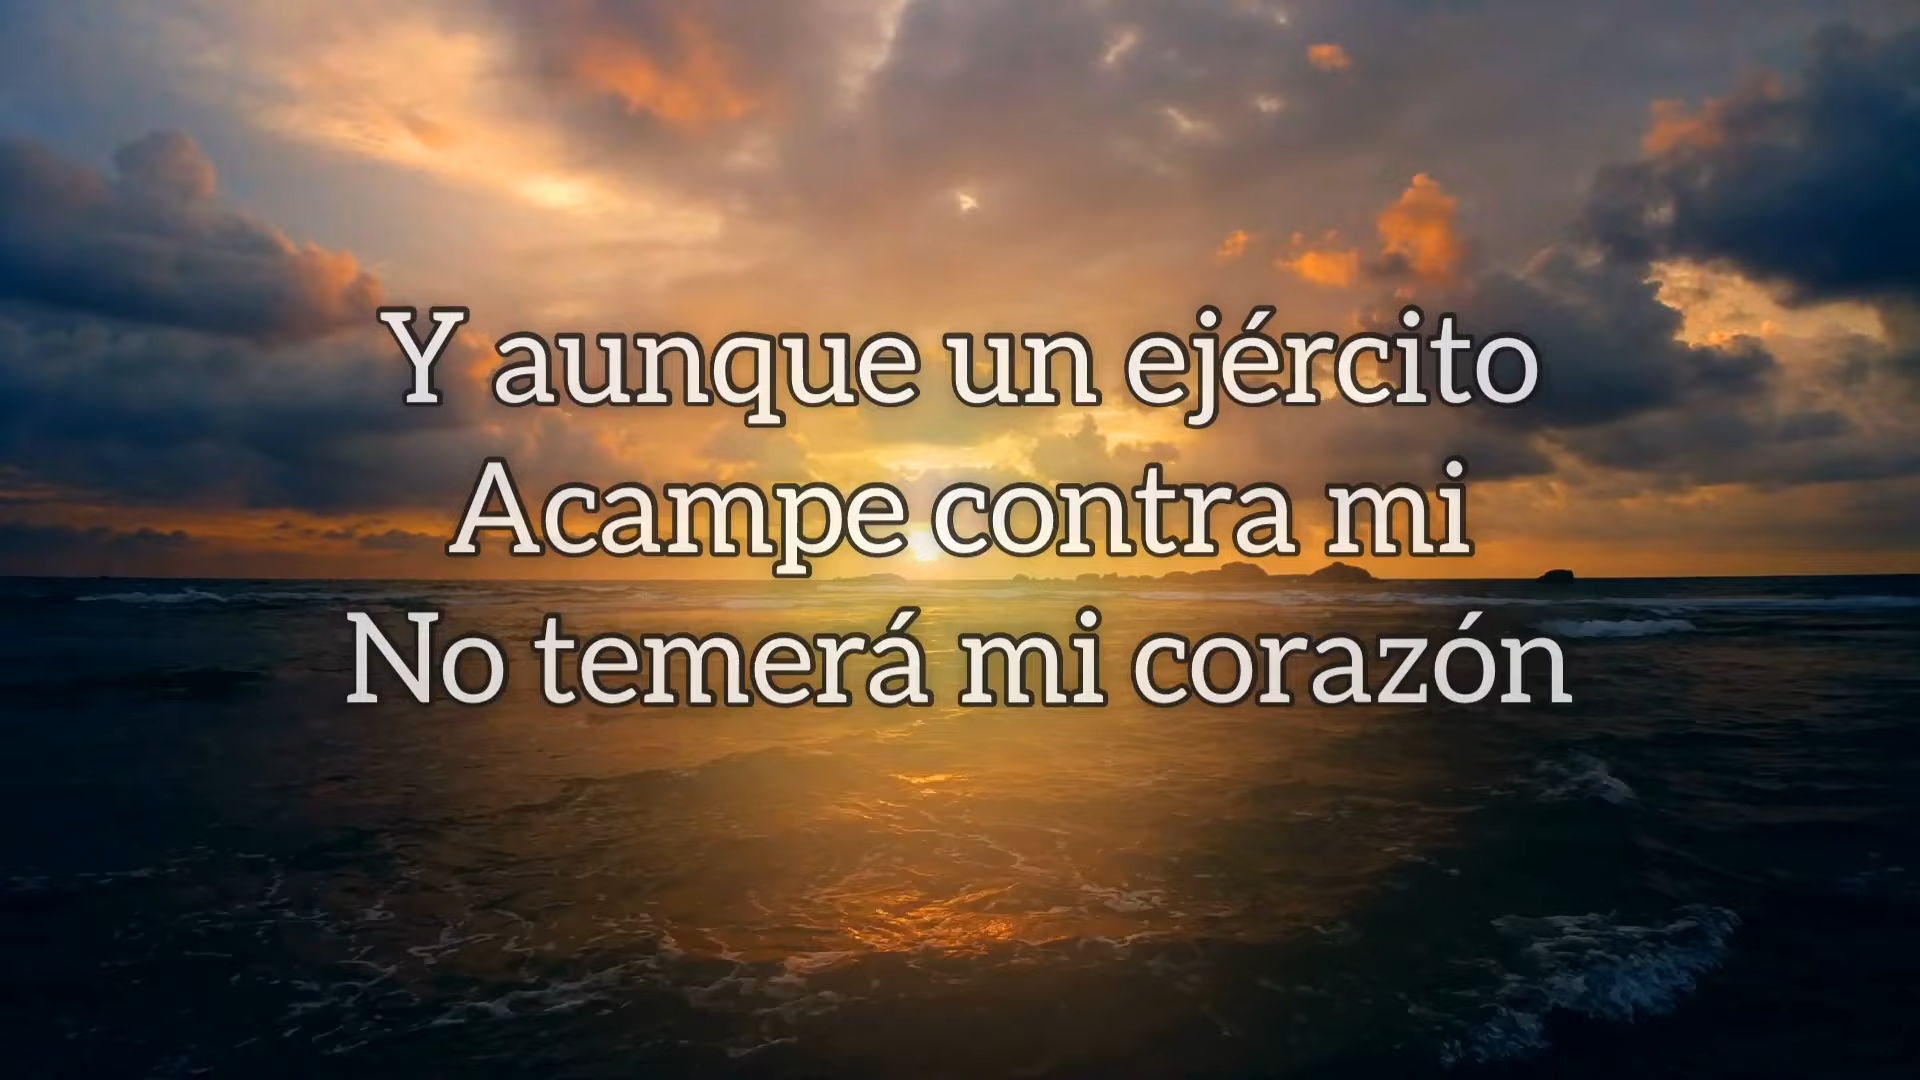 Y aunque un ejército
Acampe contra mi
No temerá mi corazón